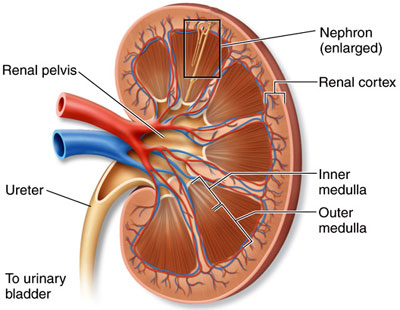 Nephron
(enlarged)
Renal pelvis
Renal cortex
Inner
medulla
Ureter
Outer
medulla
To urinary
bladder